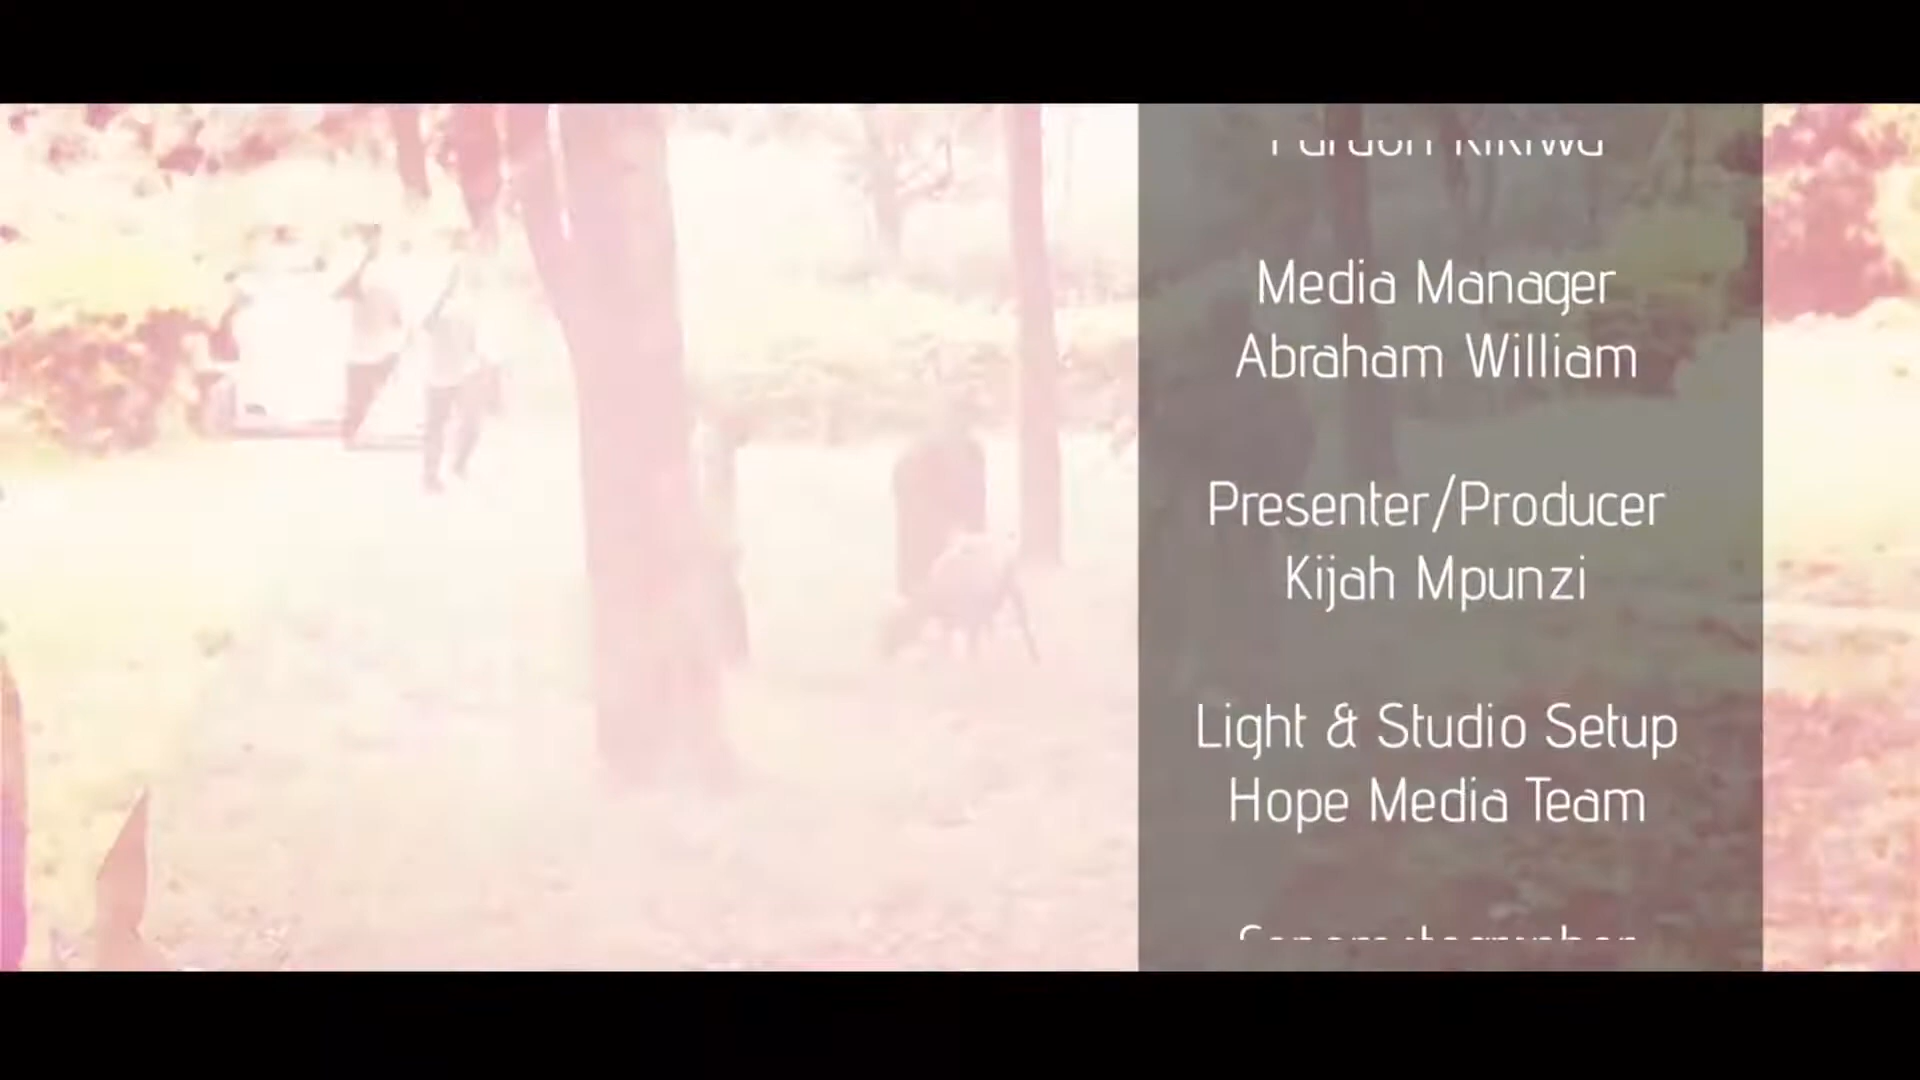 Media Manager
Abraham William
Presenter/Producer
Kijah Mpunzi
Light & Studio Setup
Hope Media Team